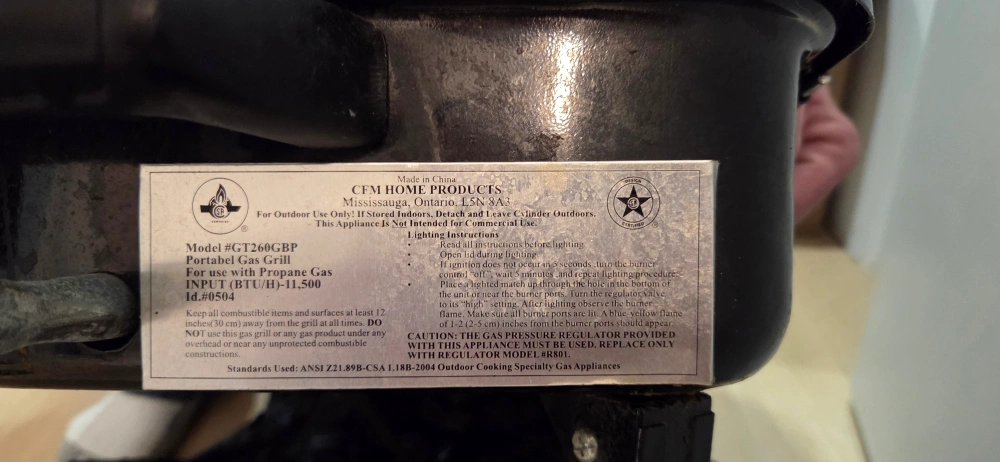 Made in China
CFM HOME PRODUCTS
Mississauga, Ontario, L5N 8A3
For Outdoor Use Only! If Stored Indoors, Detach and Leave Cylinder Outdoors.
This Appliance Is Not Intended for Commercial Use.
Model #GT260GBP
Portabel Gas Grill
For use with Propane Gas
INPUT (BTU/H)-11,500
Id.#0504
Keep all combustible items and surfaces at least 12
inches(30 cm) away from the grill at all times. DO
NOT use this gas grill or any gas product under any
overhead or near any unprotected combustible
constructions.
Lighting Instructions
• Read all instructions before lighting
• Open lid during lighting
• If ignition does not occur in 5 seconds, turn the burner
control "off", wait 5 minutes ,and repeat lighting procedure
• Place a lighted match up through the hole in the bottom of
the unit or near the burner ports. Turn the regulator valve
to its "high" setting. After lighting observe the burner
flame. Make sure all burner ports are lit. A blue-yellow flame
of 1-2 (2-5 cm) inches from the burner ports should appear.
CAUTION: THE GAS PRESSURE REGULATOR PROVIDED
WITH THIS APPLIANCE MUST BE USED. REPLACE ONLY
WITH REGULATOR MODEL #R801.
Standards Used: ANSI Z21.89B-CSA 1.18B-2004 Outdoor Cooking Specialty Gas Appliances